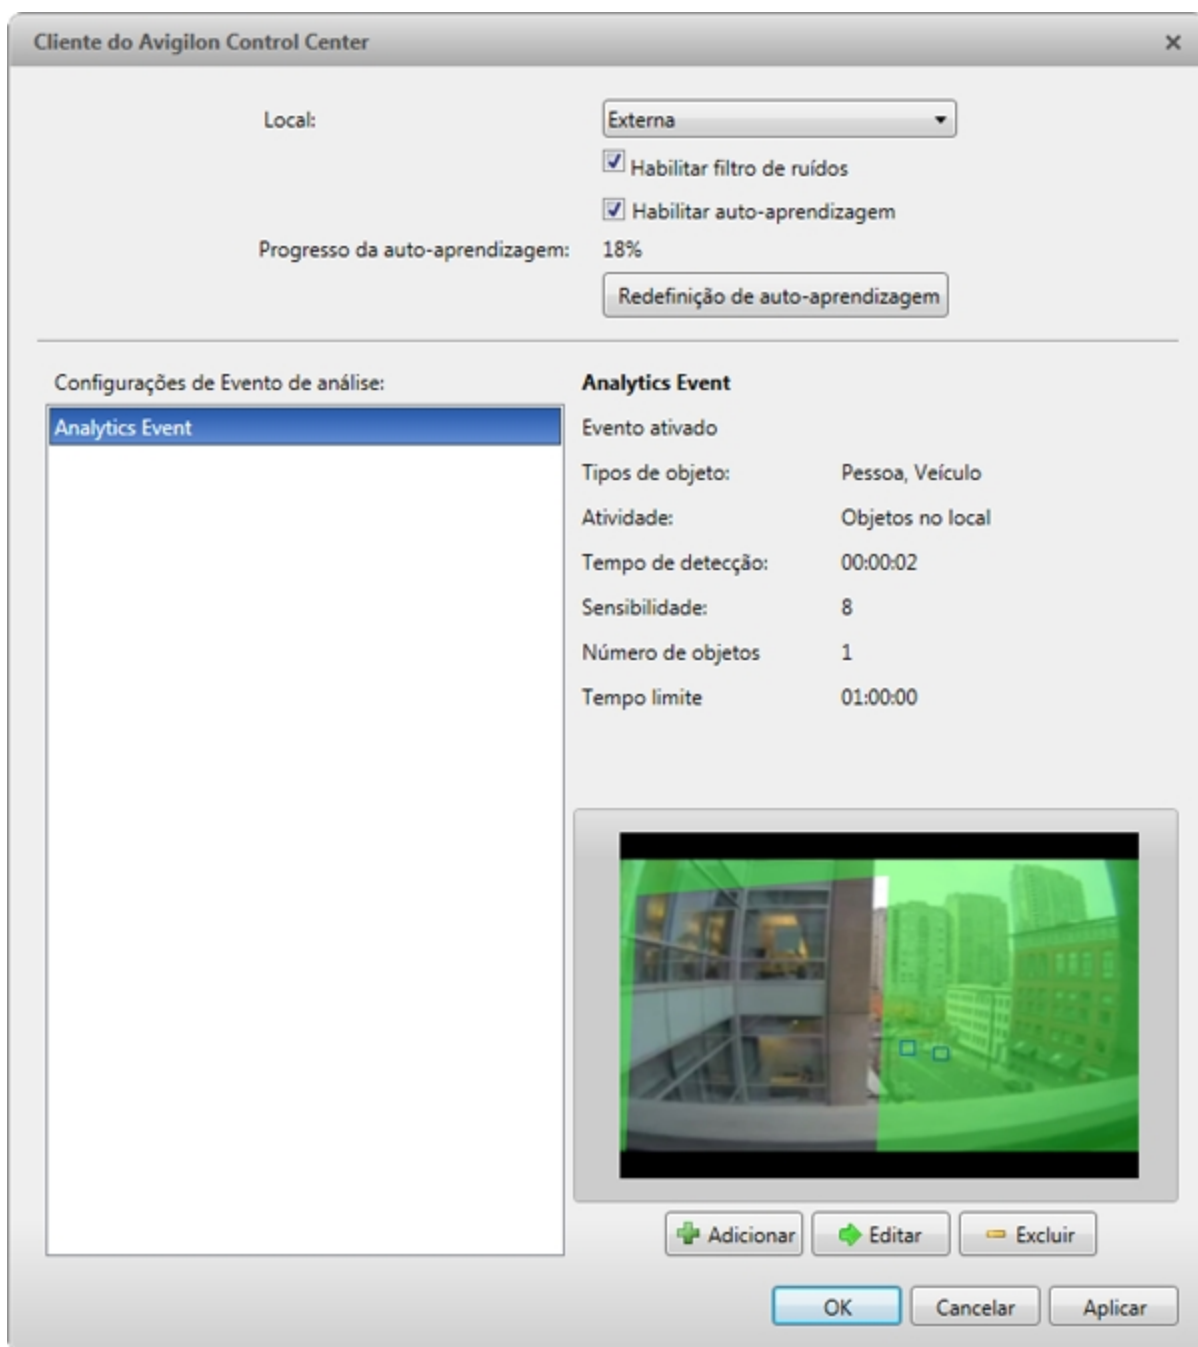 Cliente do Avigilon Control Center
Local:
Externa
Habilitar filtro de ruídos
Habilitar auto-aprendizagem
Progresso da auto-aprendizagem: 18%
Redefinição de auto-aprendizagem
Configurações de Evento de análise:
Analytics Event
Analytics Event
Evento ativado
Tipos de objeto: Pessoa, Veículo
Atividade: Objetos no local
Tempo de detecção: 00:00:02
Sensibilidade: 8
Número de objetos 1
Tempo limite 01:00:00
Adicionar Editar Excluir
OK Cancelar Aplicar